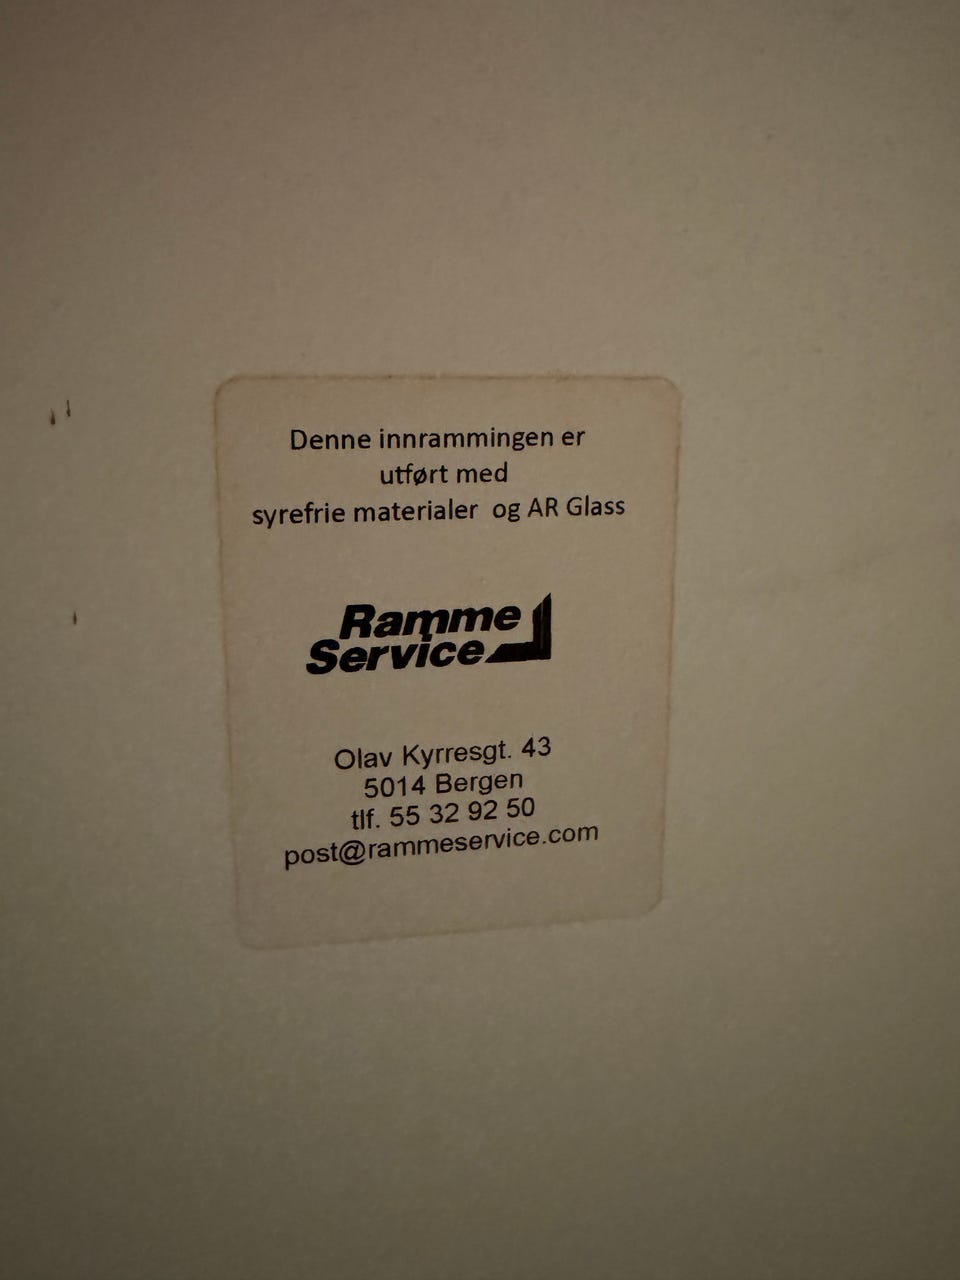 Denne innrammingen er
utført med
syrefrie materialer og AR Glass
Ramme
Service
Olav Kyrresgt. 43
5014 Bergen
tlf. 55 32 92 50
post@rammeservice.com